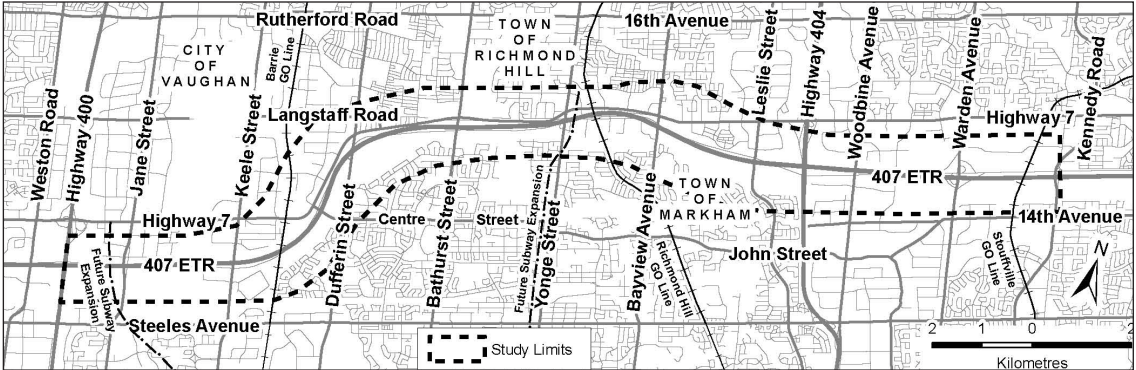 Rutherford Road
TOWN
OF
RICHMOND
HILL
16th Avenue
CITY
OF
VAUGHAN
Barrie
GO Line
Leslie Street
Highway 404
Woodbine Avenue
Warden Avenue
Kennedy Road
Weston Road
Highway 400
Jane Street
Keele Street
Langstaff Road
Highway 7
407 ETR
Highway 7
Dufferin Street
Centre Street
Bathurst Street
Future Subway Expansion
Yonge Street
Bayview Avenue
TOWN
OF
MARKHAM
14th Avenue
John Street
Richmond Hill
GO Line
Stouffville
GO Line
N
407 ETR
Future Subway
Expansion
Steeles Avenue
Study Limits
2 1 0 2
Kilometres